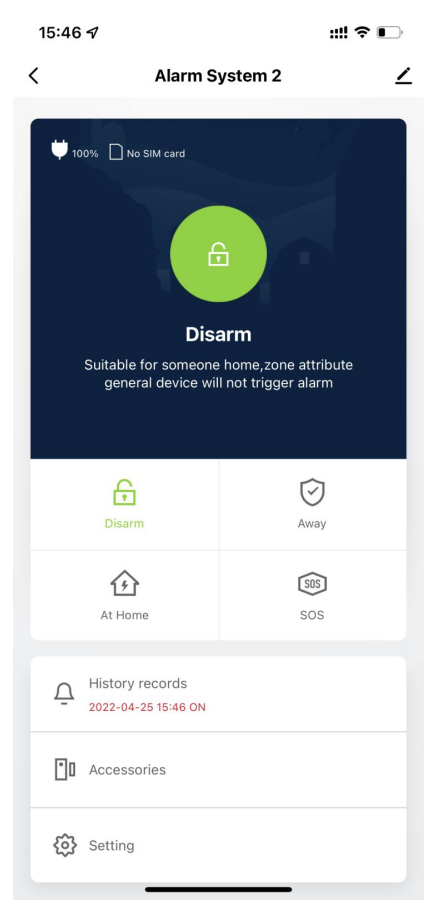 15:46
Alarm System 2
100% No SIM card
Disarm
Suitable for someone home,zone attribute
general device will not trigger alarm
Disarm
Away
At Home
SOS
SOS
History records
2022-04-25 15:46 ON
Accessories
Setting